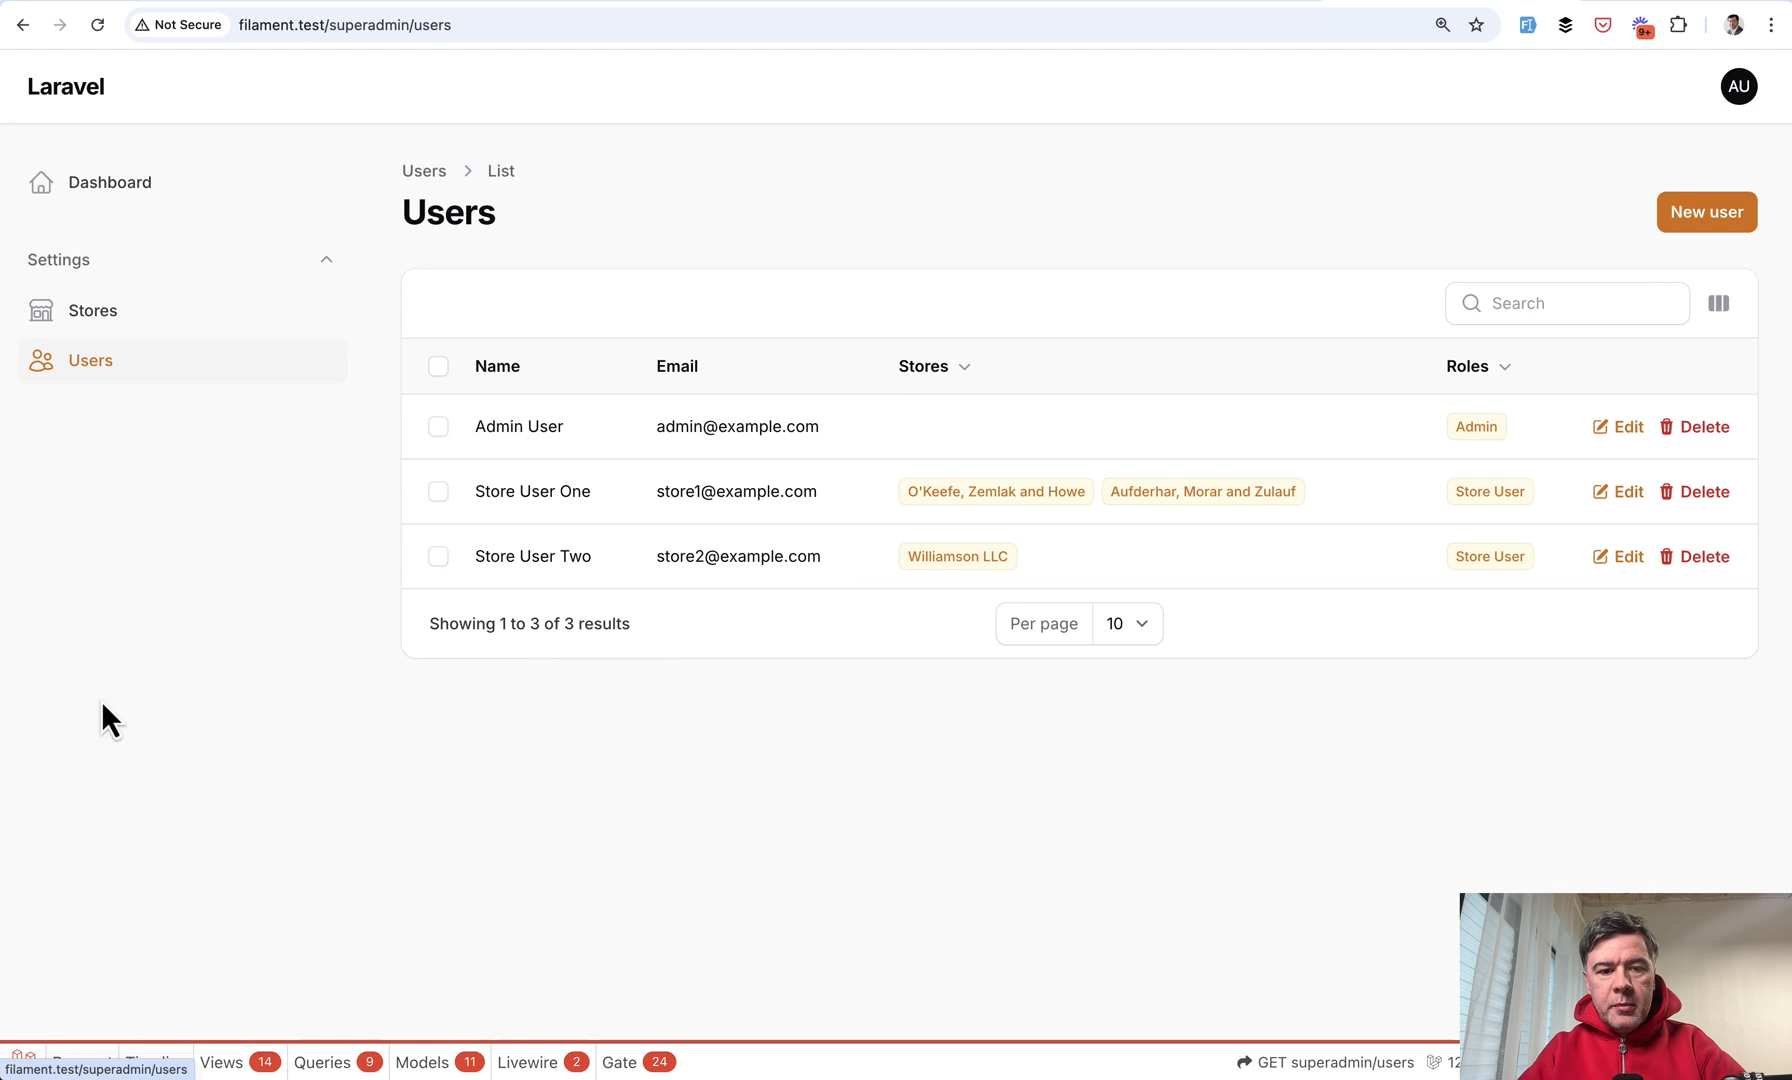 Not Secure filament.test/superadmin/users 9+
Laravel AU
Dashboard
Settings
Stores
Users
Users List
Users
New user
Search
Name Email Stores Roles
Admin User admin@example.com Admin Edit Delete
Store User One store1@example.com O'Keefe, Zemlak and Howe Aufderhar, Morar and Zulauf Store User Edit Delete
Store User Two store2@example.com Williamson LLC Store User Edit Delete
Showing 1 to 3 of 3 results Per page 10
Views 14 Queries 9 Models 11 Livewire 2 Gate 24 GET superadmin/users 12
filament.test/superadmin/users